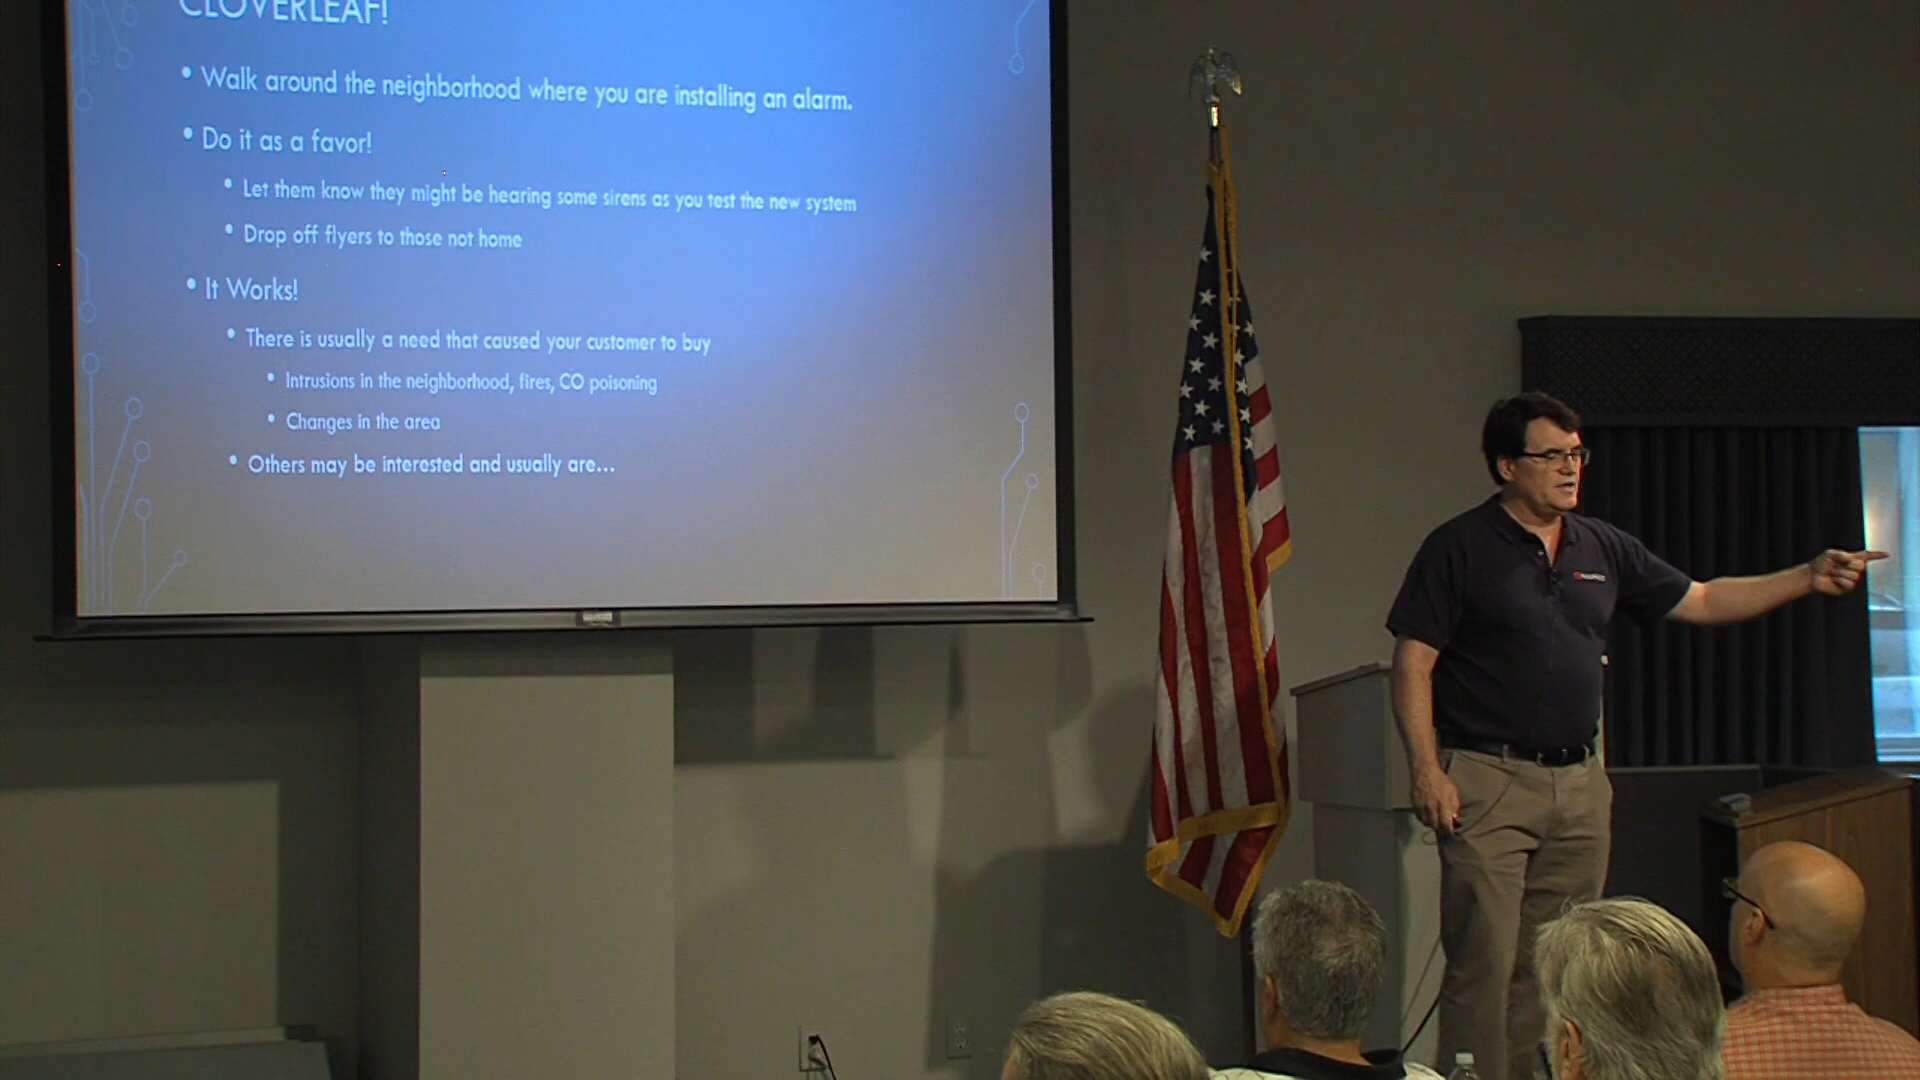 CLOVERLEAF!
• Walk around the neighborhood where you are installing an alarm.
• Do it as a favor!
• Let them know they might be hearing some sirens as you test the new system
• Drop off flyers to those not home
• It Works!
• There is usually a need that caused your customer to buy
• Intrusions in the neighborhood, fires, CO poisoning
• Changes in the area
• Others may be interested and usually are...